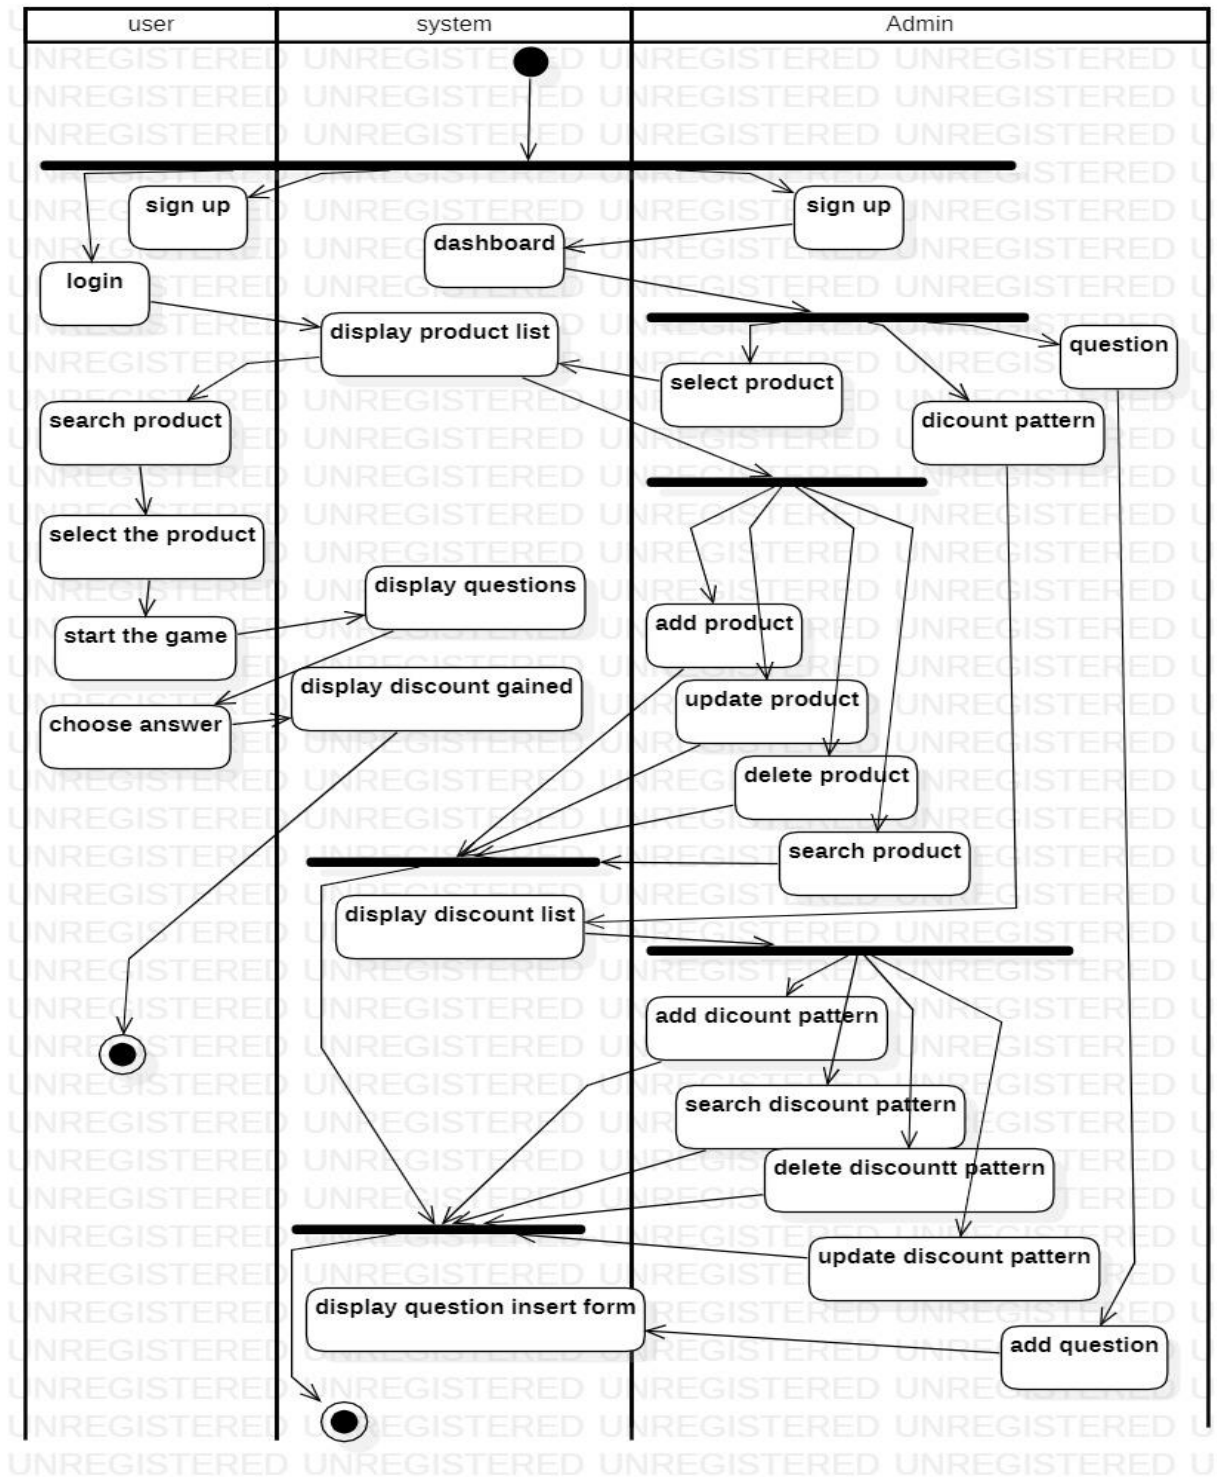 user
system
Admin
sign up
sign up
dashboard
login
display product list
question
select product
search product
dicount pattern
select the product
display questions
add product
start the game
display discount gained
update product
choose answer
delete product
search product
display discount list
add dicount pattern
search discount pattern
delete discountt pattern
update discount pattern
display question insert form
add question
UNREGISTERED